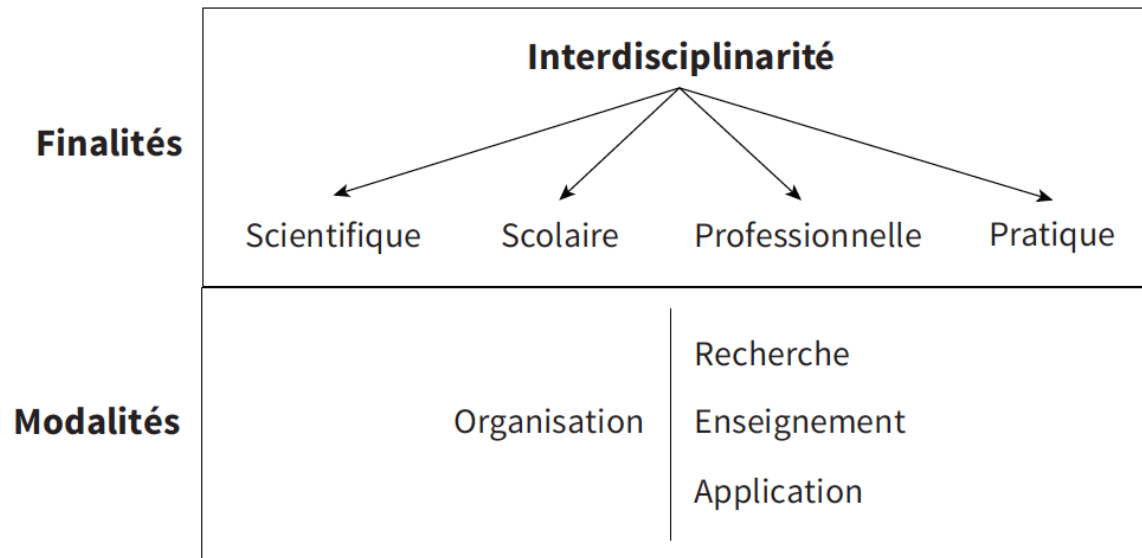 Interdisciplinarité
Finalités
Scientifique Scolaire Professionnelle Pratique
Recherche
Modalités Organisation Enseignement
Application